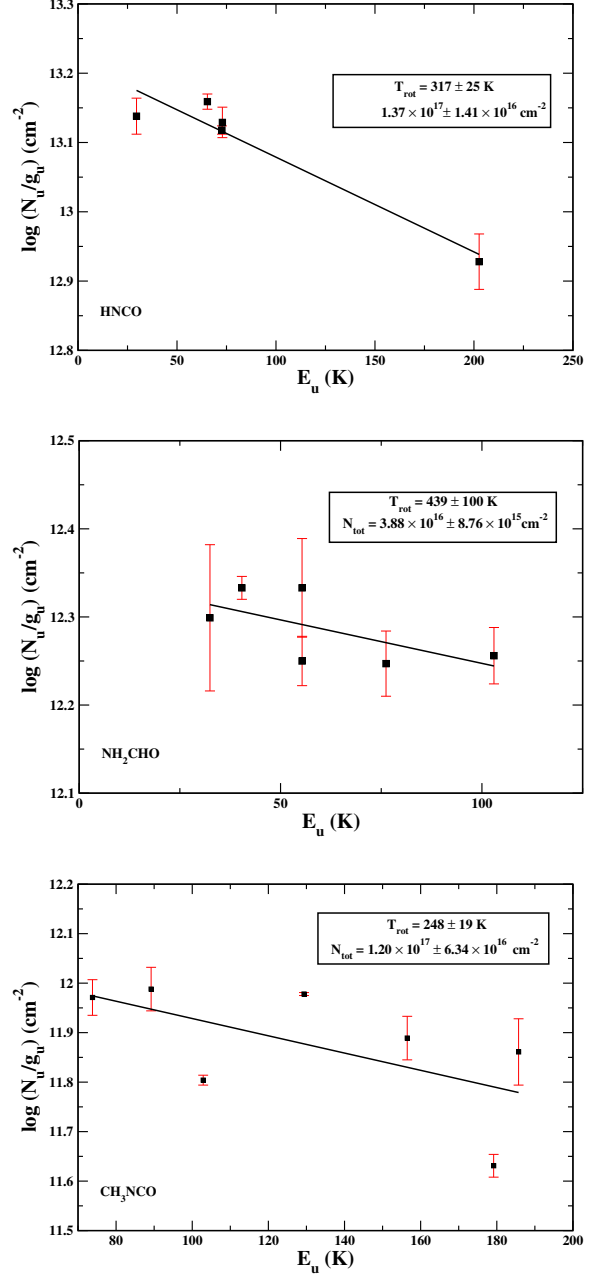 13.3
13.2
13.1
13
12.9
12.8
log (N_u/g_u) (cm^-2)
T_rot = 317 ± 25 K
1.37 × 10^17 ± 1.41 × 10^16 cm^-2
HNCO
0 50 100 150 200 250
E_u (K)
12.5
12.4
12.3
12.2
12.1
log (N_u/g_u) (cm^-2)
T_rot = 439 ± 100 K
N_tot = 3.88 × 10^16 ± 8.76 × 10^15 cm^-2
NH_2CHO
0 50 100
E_u (K)
12.2
12.1
12
11.9
11.8
11.7
11.6
11.5
log (N_u/g_u) (cm^-2)
T_rot = 248 ± 19 K
N_tot = 1.20 × 10^17 ± 6.34 × 10^16 cm^-2
CH_3NCO
80 100 120 140 160 180 200
E_u (K)